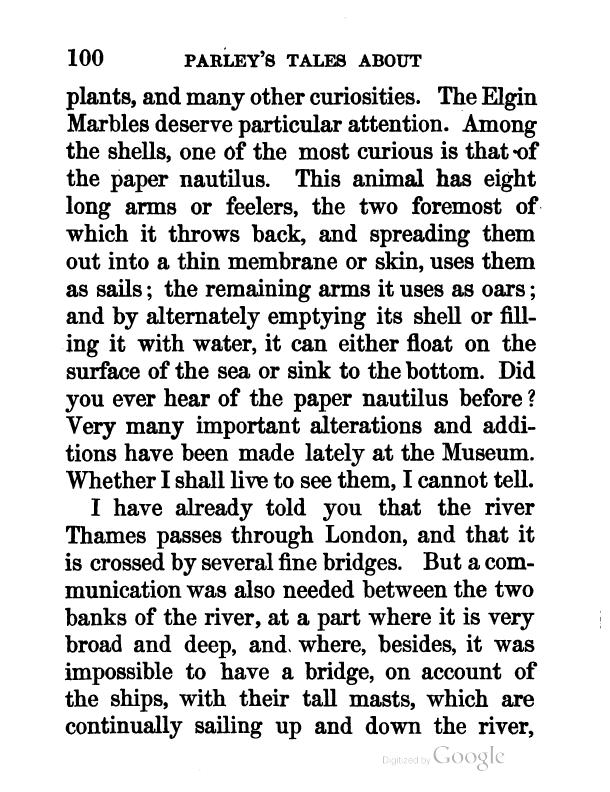 100 PARLEY'S TALES ABOUT
plants, and many other curiosities. The Elgin
Marbles deserve particular attention. Among
the shells, one of the most curious is that of
the paper nautilus. This animal has eight
long arms or feelers, the two foremost of
which it throws back, and spreading them
out into a thin membrane or skin, uses them
as sails; the remaining arms it uses as oars;
and by alternately emptying its shell or fill-
ing it with water, it can either float on the
surface of the sea or sink to the bottom. Did
you ever hear of the paper nautilus before?
Very many important alterations and addi-
tions have been made lately at the Museum.
Whether I shall live to see them, I cannot tell.
I have already told you that the river
Thames passes through London, and that it
is crossed by several fine bridges. But a com-
munication was also needed between the two
banks of the river, at a part where it is very
broad and deep, and where, besides, it was
impossible to have a bridge, on account of
the ships, with their tall masts, which are
continually sailing up and down the river,
Digitized by Google